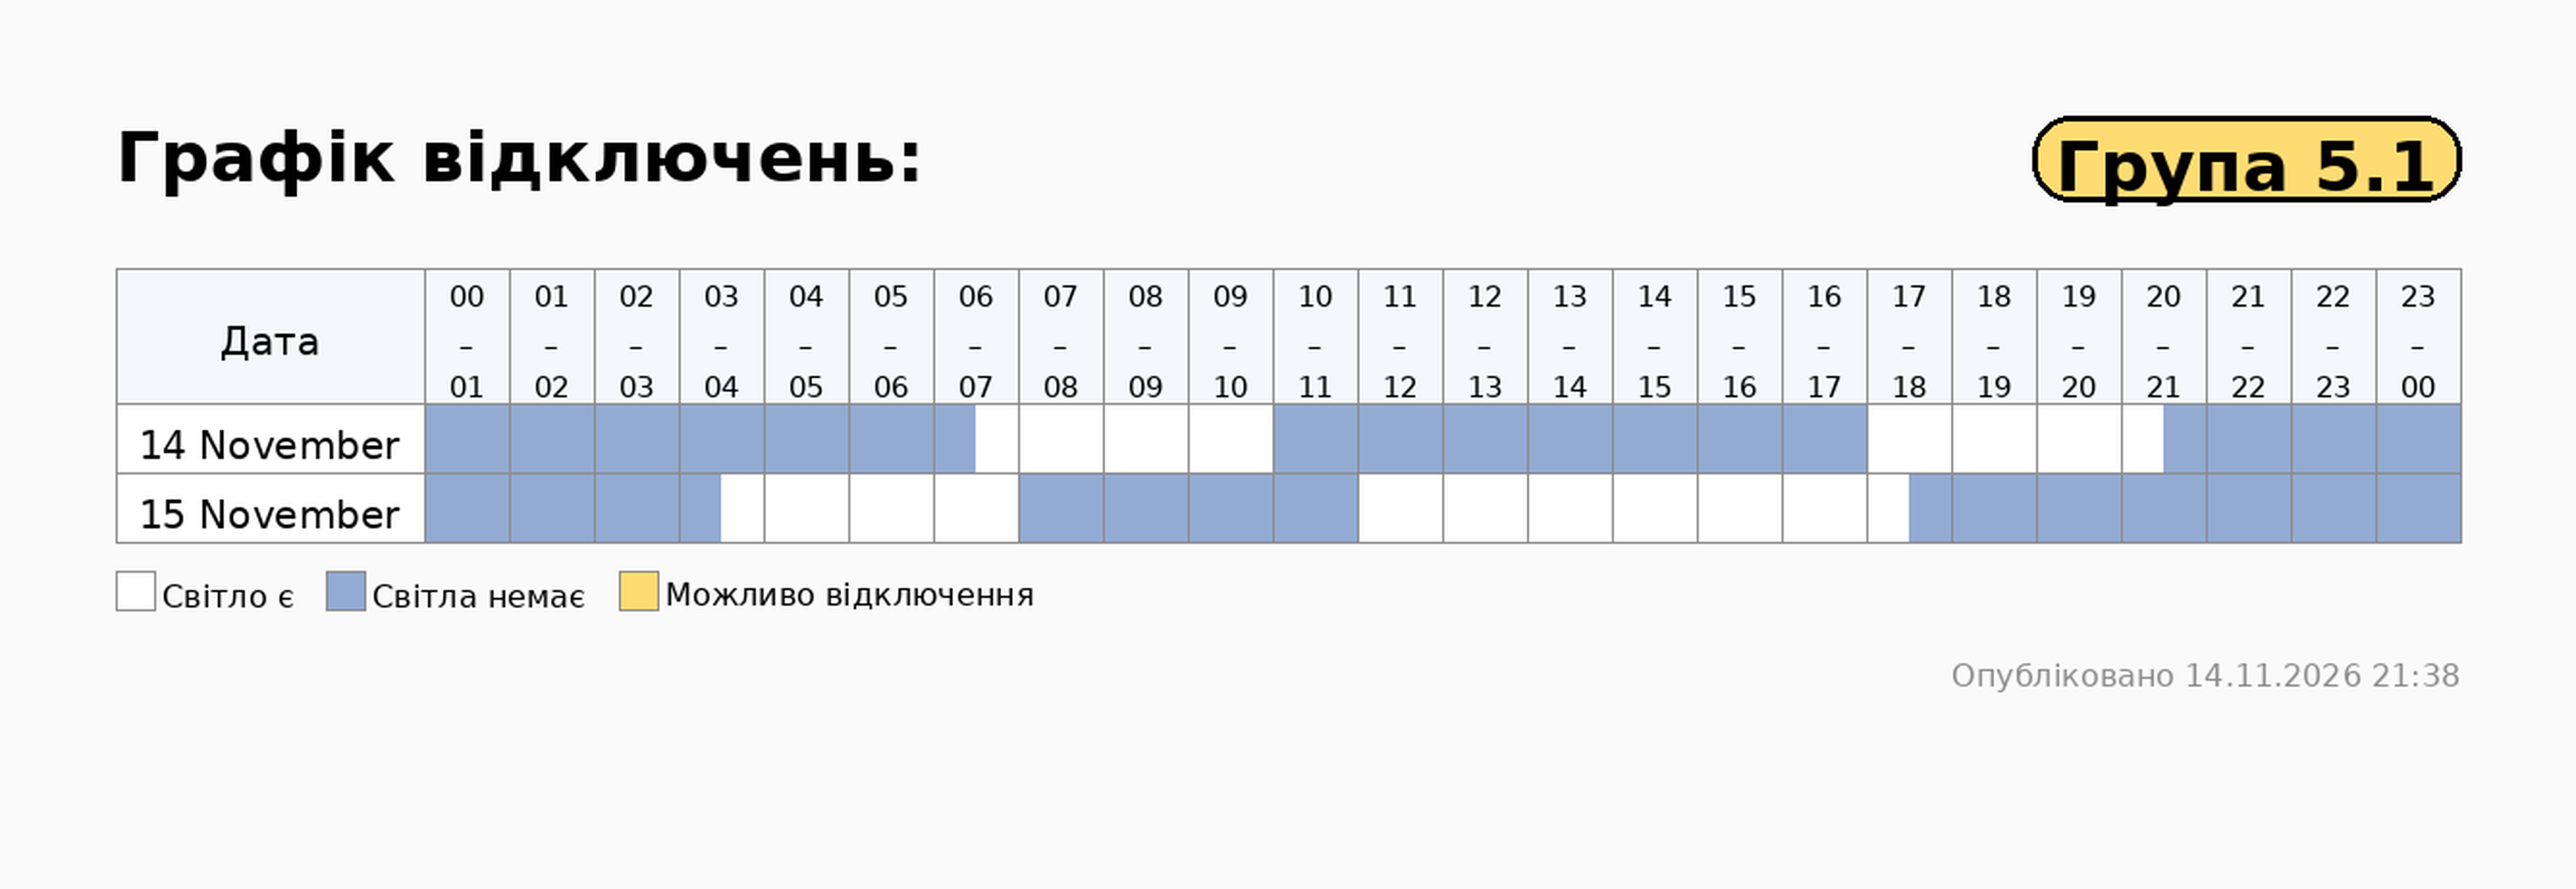 Графік відключень:
Група 5.1
Дата
00 – 01
01 – 02
02 – 03
03 – 04
04 – 05
05 – 06
06 – 07
07 – 08
08 – 09
09 – 10
10 – 11
11 – 12
12 – 13
13 – 14
14 – 15
15 – 16
16 – 17
17 – 18
18 – 19
19 – 20
20 – 21
21 – 22
22 – 23
23 – 00
14 November
15 November
Світло є
Світла немає
Можливо відключення
Опубліковано 14.11.2026 21:38